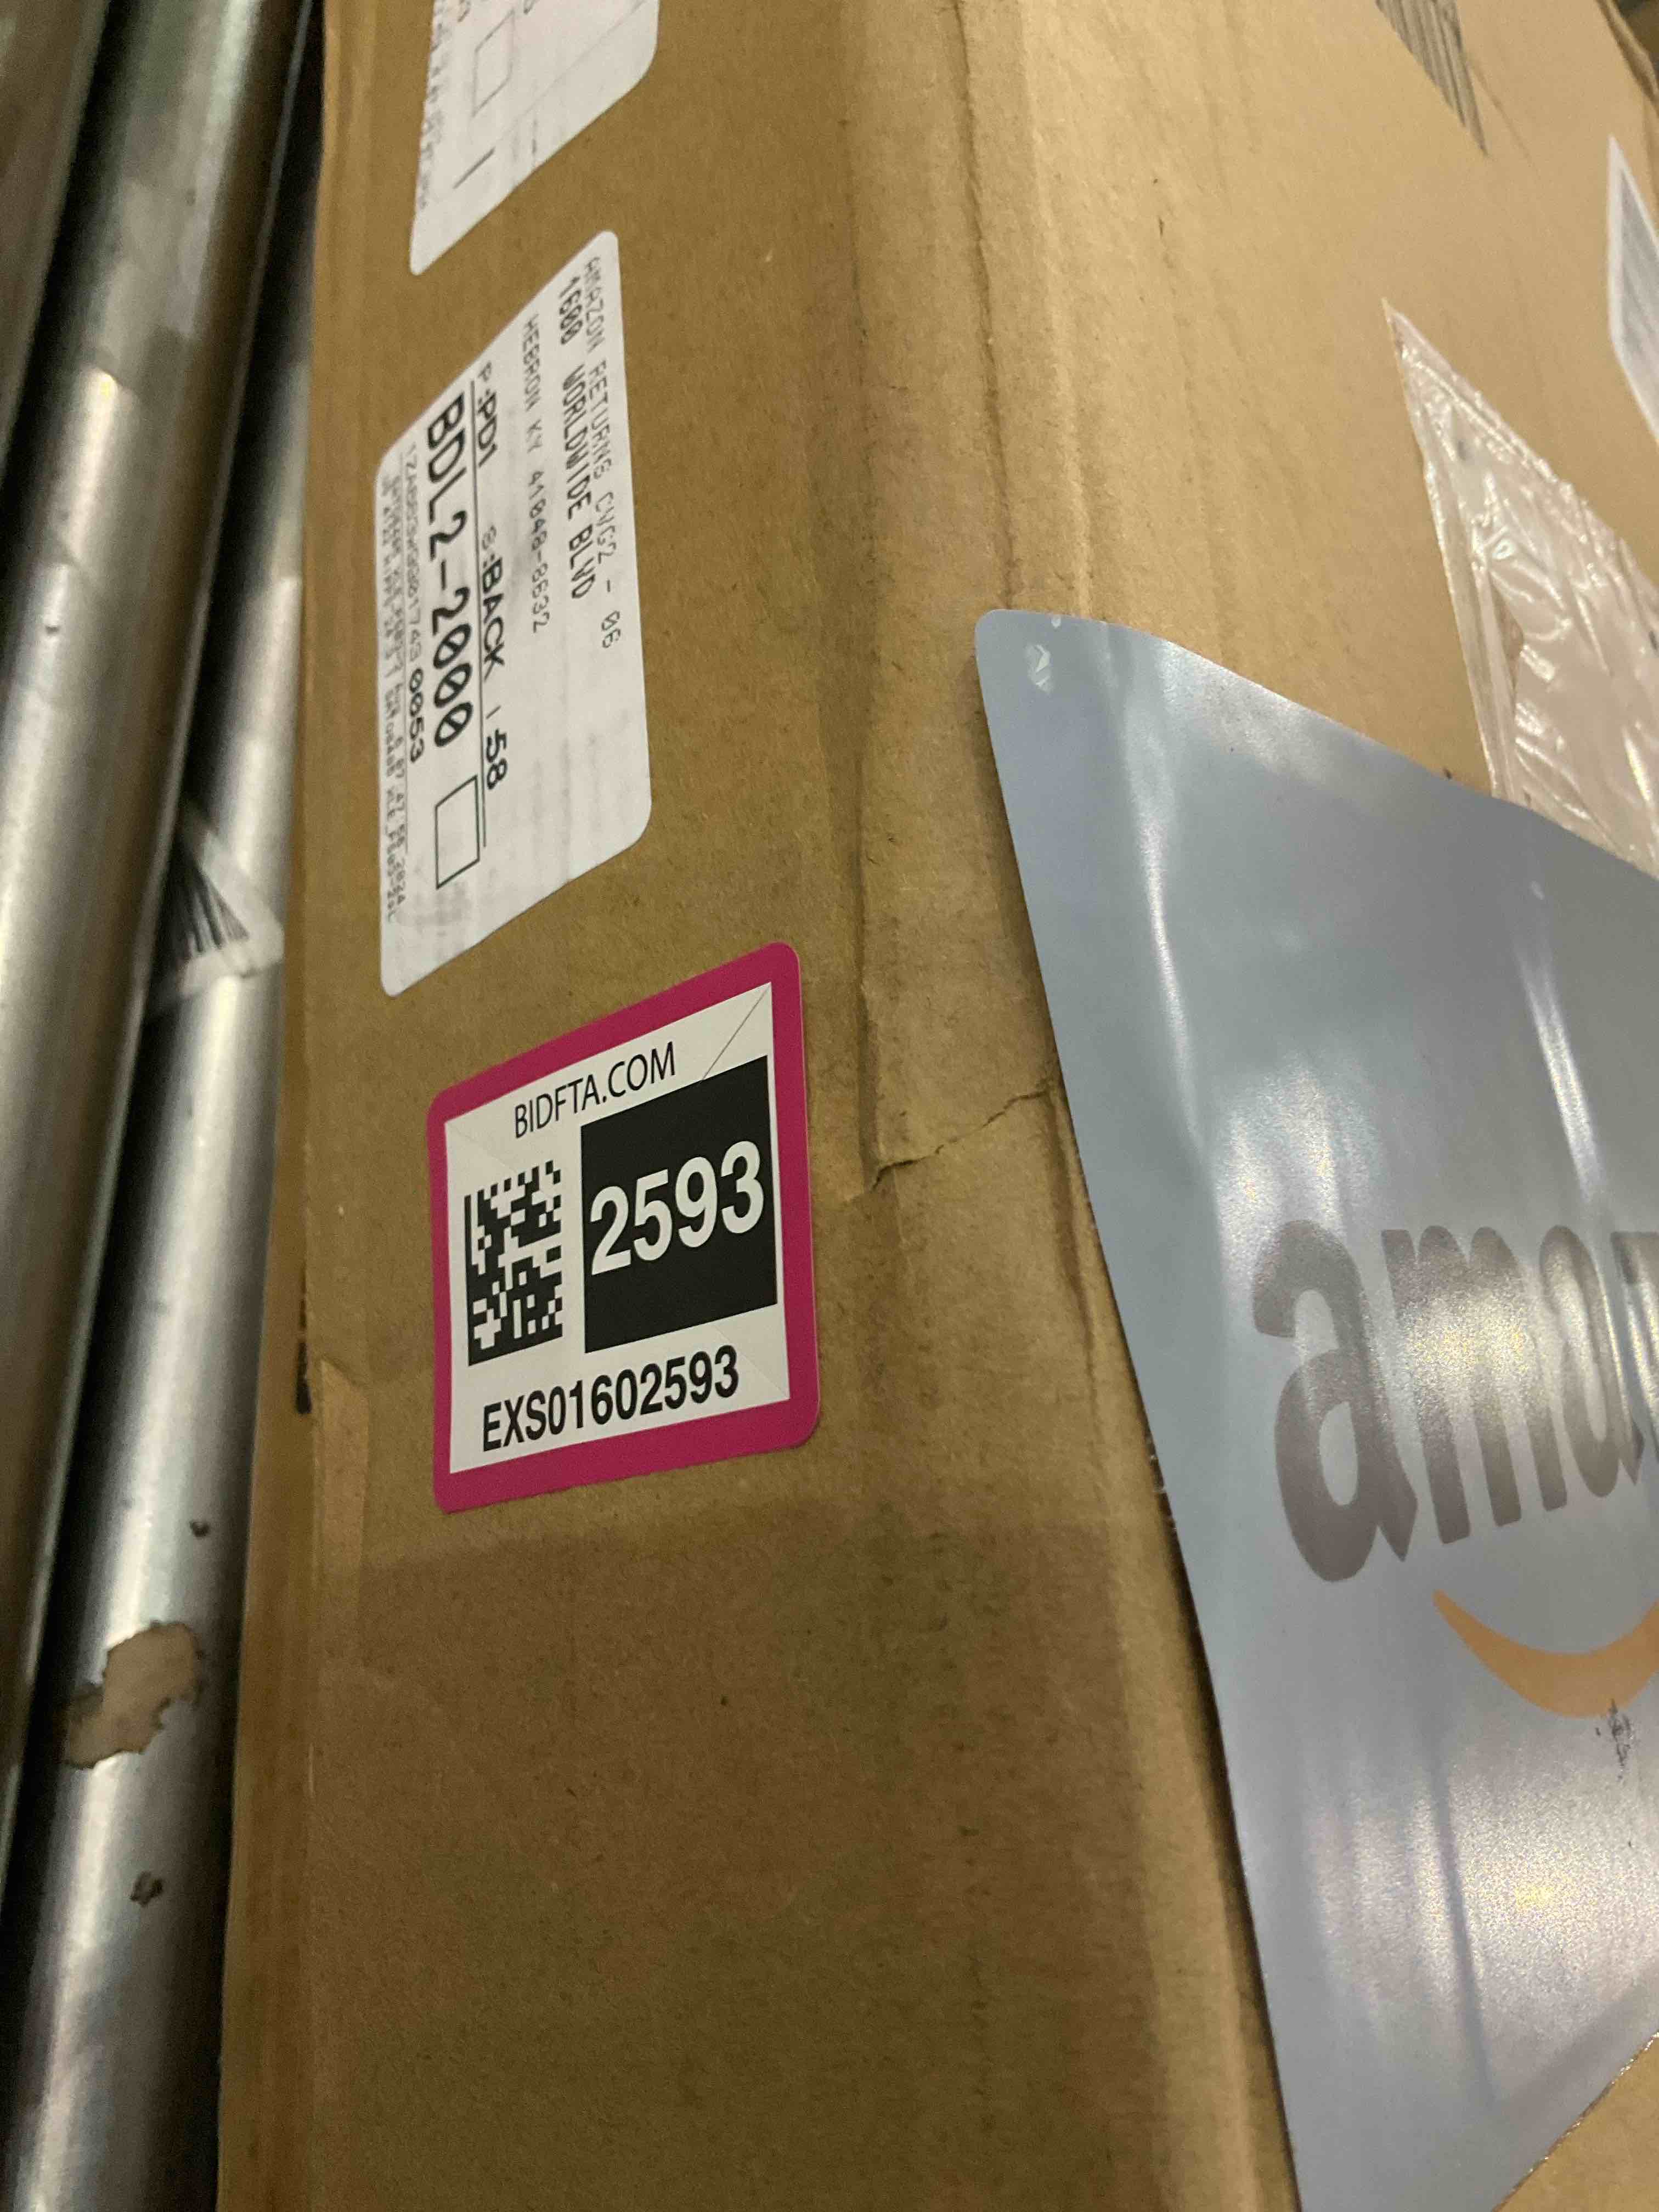 AMAZON RETURNS CVG2 - 06
1600 WORLDWIDE BLVD
HEBRON KY 41048-8632
P:PD1 S:BACK I:58
BDL2-2000
0053
BIDFTA.COM
2593
EXS01602593
ama